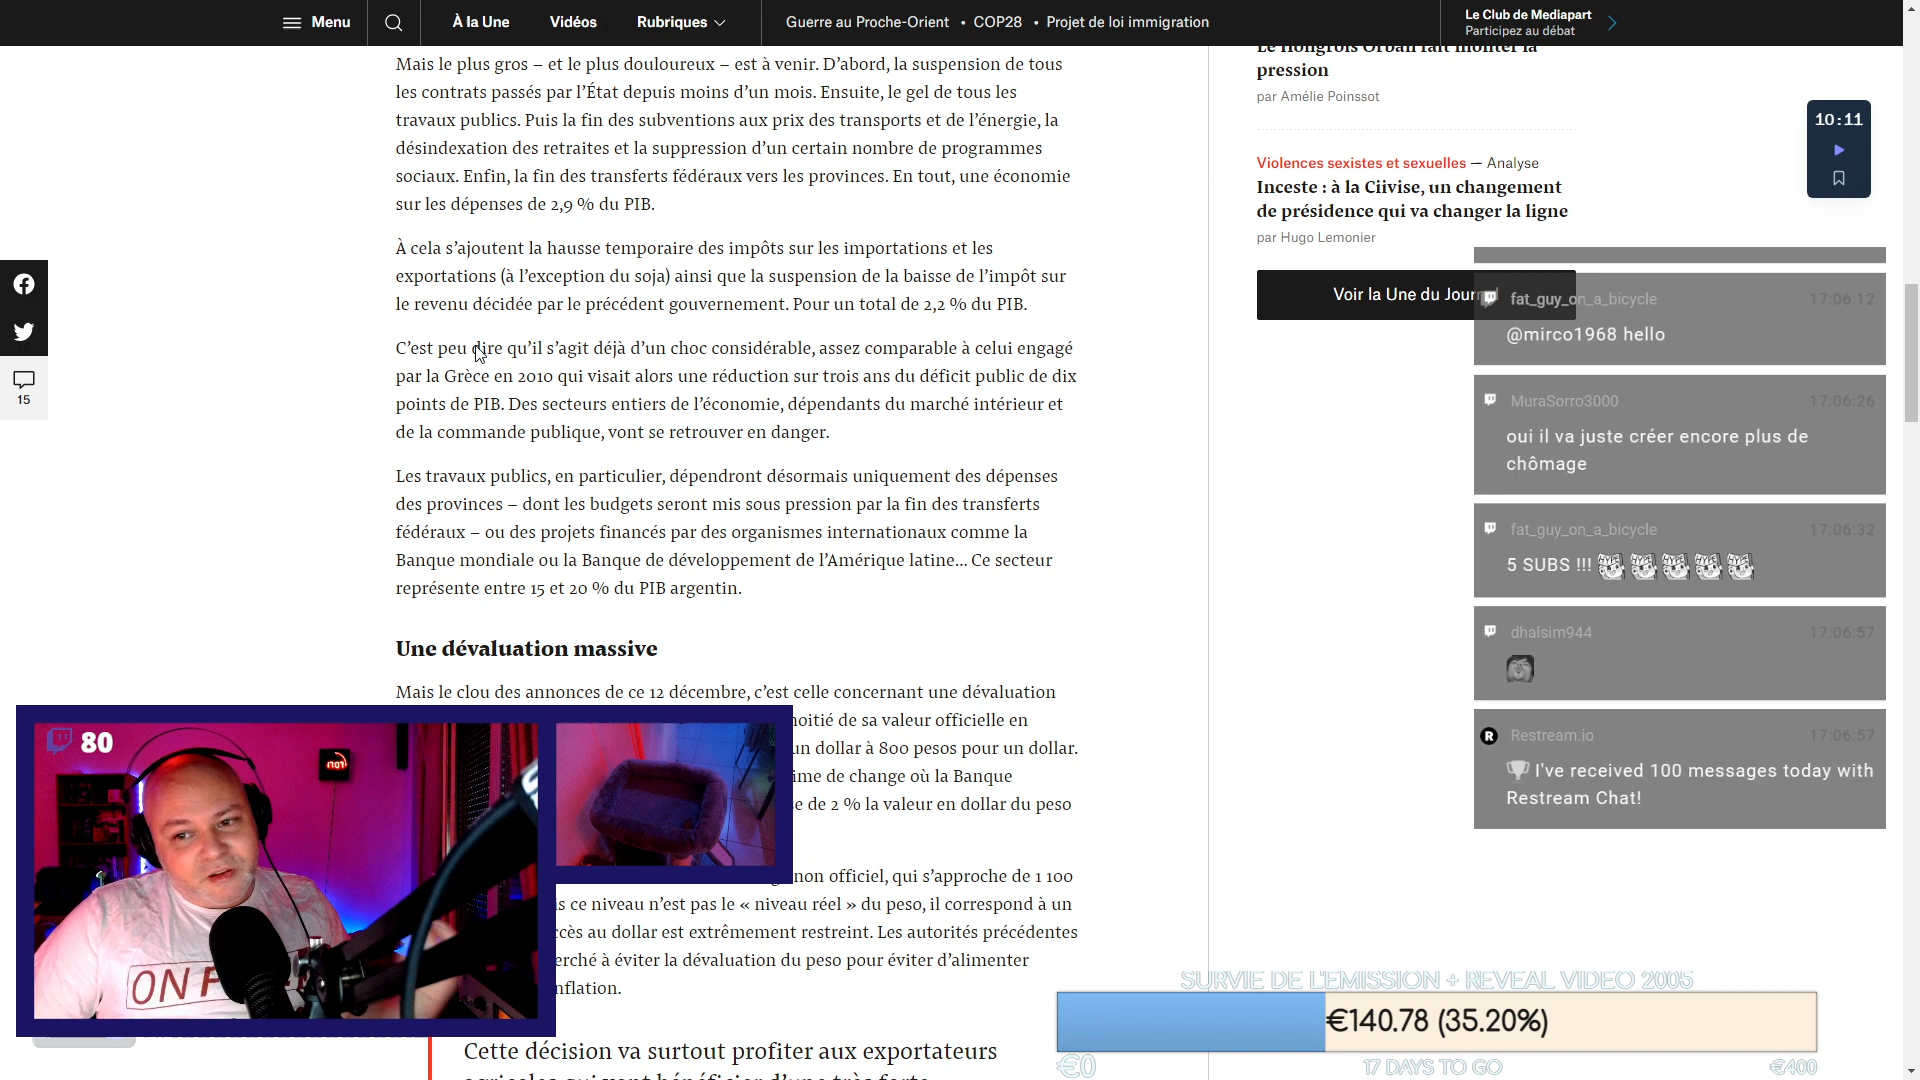 Menu
À la Une
Vidéos
Rubriques
Guerre au Proche-Orient • COP28 • Projet de loi immigration
Le Club de Mediapart
Participez au débat
Mais le plus gros – et le plus douloureux – est à venir. D’abord, la suspension de tous
les contrats passés par l’État depuis moins d’un mois. Ensuite, le gel de tous les
travaux publics. Puis la fin des subventions aux prix des transports et de l’énergie, la
désindexation des retraites et la suppression d’un certain nombre de programmes
sociaux. Enfin, la fin des transferts fédéraux vers les provinces. En tout, une économie
sur les dépenses de 2,9 % du PIB.
À cela s’ajoutent la hausse temporaire des impôts sur les importations et les
exportations (à l’exception du soja) ainsi que la suspension de la baisse de l’impôt sur
le revenu décidée par le précédent gouvernement. Pour un total de 2,2 % du PIB.
C’est peu dire qu’il s’agit déjà d’un choc considérable, assez comparable à celui engagé
par la Grèce en 2010 qui visait alors une réduction sur trois ans du déficit public de dix
points de PIB. Des secteurs entiers de l’économie, dépendants du marché intérieur et
de la commande publique, vont se retrouver en danger.
Les travaux publics, en particulier, dépendront désormais uniquement des dépenses
des provinces – dont les budgets seront mis sous pression par la fin des transferts
fédéraux – ou des projets financés par des organismes internationaux comme la
Banque mondiale ou la Banque de développement de l’Amérique latine… Ce secteur
représente entre 15 et 20 % du PIB argentin.
Une dévaluation massive
Mais le clou des annonces de ce 12 décembre, c’est celle concernant une dévaluation
moitié de sa valeur officielle en
un dollar à 800 pesos pour un dollar.
ime de change où la Banque
se de 2 % la valeur en dollar du peso
non officiel, qui s’approche de 1 100
is ce niveau n’est pas le « niveau réel » du peso, il correspond à un
ccès au dollar est extrêmement restreint. Les autorités précédentes
erché à éviter la dévaluation du peso pour éviter d’alimenter
nflation.
Cette décision va surtout profiter aux exportateurs
15
Le Hongrois Orban fait monter la
pression
par Amélie Poinssot
Violences sexistes et sexuelles — Analyse
Inceste : à la Ciivise, un changement
de présidence qui va changer la ligne
par Hugo Lemonier
Voir la Une du Jour
10:11
fat_guy_on_a_bicycle 17:06:12
@mirco1968 hello
MuraSorro3000 17:06:26
oui il va juste créer encore plus de
chômage
fat_guy_on_a_bicycle 17:06:32
5 SUBS !!!
dhalsim944 17:06:57
Restream.io 17:06:57
I've received 100 messages today with
Restream Chat!
80
1707
ON
SURVIE DE L'EMISSION + REVEAL VIDEO 2005
€140.78 (35.20%)
€0
17 DAYS TO GO
€400